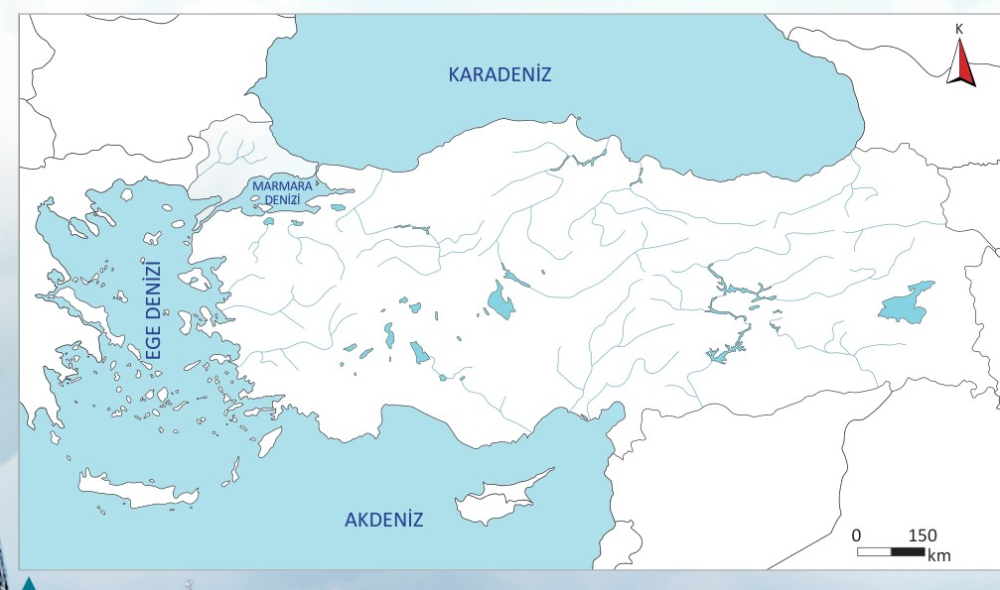 K
KARADENİZ
MARMARA
DENİZİ
EGE DENİZİ
AKDENİZ
0 150
km